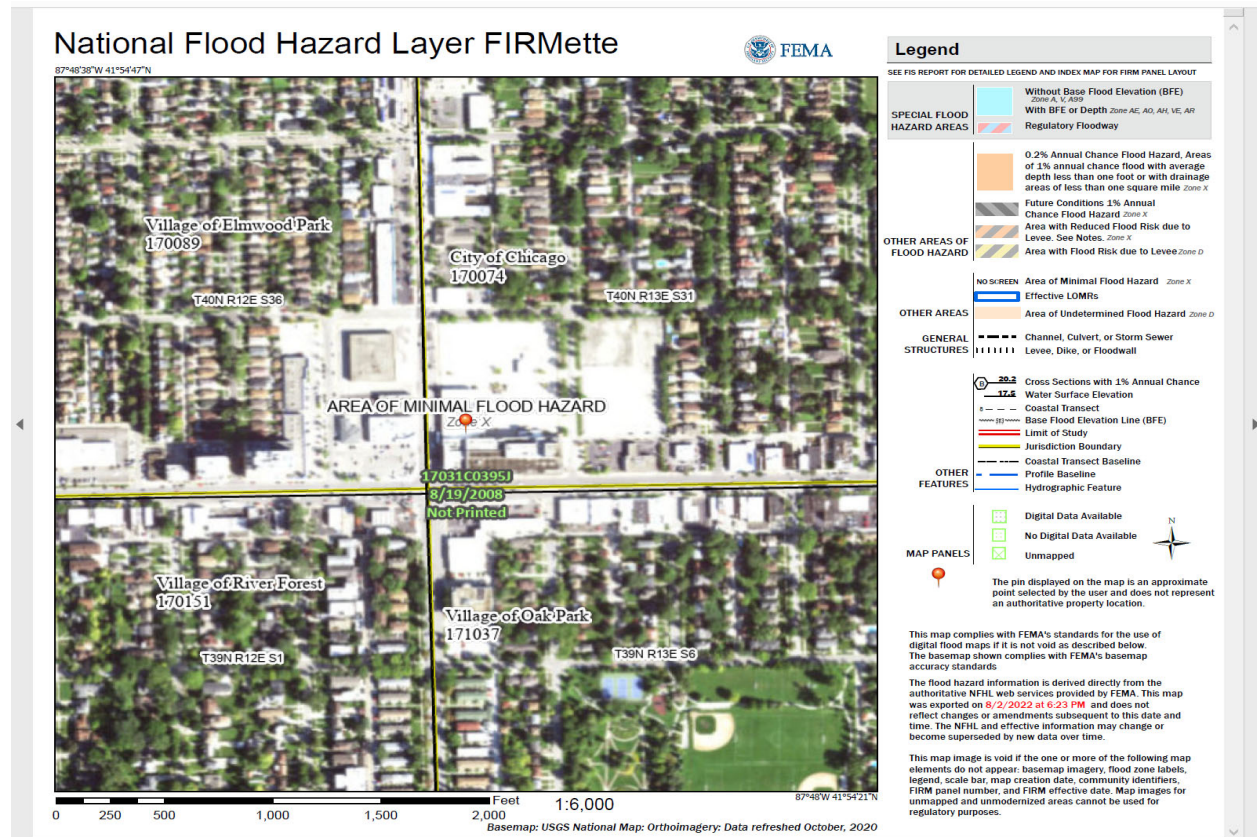 National Flood Hazard Layer FIRMette
FEMA
87°48'38"W 41°54'47"N
Village of Elmwood Park
170089
City of Chicago
170074
T40N R12E S36
T40N R13E S31
AREA OF MINIMAL FLOOD HAZARD
Zone X
17031C0395J
8/19/2008
Not Printed
Village of River Forest
170151
Village of Oak Park
171037
T39N R12E S1
T39N R13E S6
0 250 500 1,000 1,500 2,000 Feet
1:6,000
87°48'W 41°54'21"N
Basemap: USGS National Map: Orthoimagery: Data refreshed October, 2020
Legend
SEE FIS REPORT FOR DETAILED LEGEND AND INDEX MAP FOR FIRM PANEL LAYOUT
SPECIAL FLOOD
HAZARD AREAS
Without Base Flood Elevation (BFE)
Zone A, V, A99
With BFE or Depth Zone AE, AO, AH, VE, AR
Regulatory Floodway
OTHER AREAS OF
FLOOD HAZARD
0.2% Annual Chance Flood Hazard, Areas
of 1% annual chance flood with average
depth less than one foot or with drainage
areas of less than one square mile Zone X
Future Conditions 1% Annual
Chance Flood Hazard Zone X
Area with Reduced Flood Risk due to
Levee. See Notes. Zone X
Area with Flood Risk due to Levee Zone D
OTHER AREAS
NO SCREEN Area of Minimal Flood Hazard Zone X
Effective LOMRs
Area of Undetermined Flood Hazard Zone D
GENERAL
STRUCTURES
Channel, Culvert, or Storm Sewer
Levee, Dike, or Floodwall
OTHER
FEATURES
B 20.2 Cross Sections with 1% Annual Chance
17.5 Water Surface Elevation
8 Coastal Transect
Base Flood Elevation Line (BFE)
Limit of Study
Jurisdiction Boundary
Coastal Transect Baseline
Profile Baseline
Hydrographic Feature
MAP PANELS
Digital Data Available
No Digital Data Available
Unmapped
N
The pin displayed on the map is an approximate
point selected by the user and does not represent
an authoritative property location.
This map complies with FEMA's standards for the use of
digital flood maps if it is not void as described below.
The basemap shown complies with FEMA's basemap
accuracy standards
The flood hazard information is derived directly from the
authoritative NFHL web services provided by FEMA. This map
was exported on 8/2/2022 at 6:23 PM and does not
reflect changes or amendments subsequent to this date and
time. The NFHL and effective information may change or
become superseded by new data over time.
This map image is void if the one or more of the following map
elements do not appear: basemap imagery, flood zone labels,
legend, scale bar, map creation date, community identifiers,
FIRM panel number, and FIRM effective date. Map images for
unmapped and unmodernized areas cannot be used for
regulatory purposes.